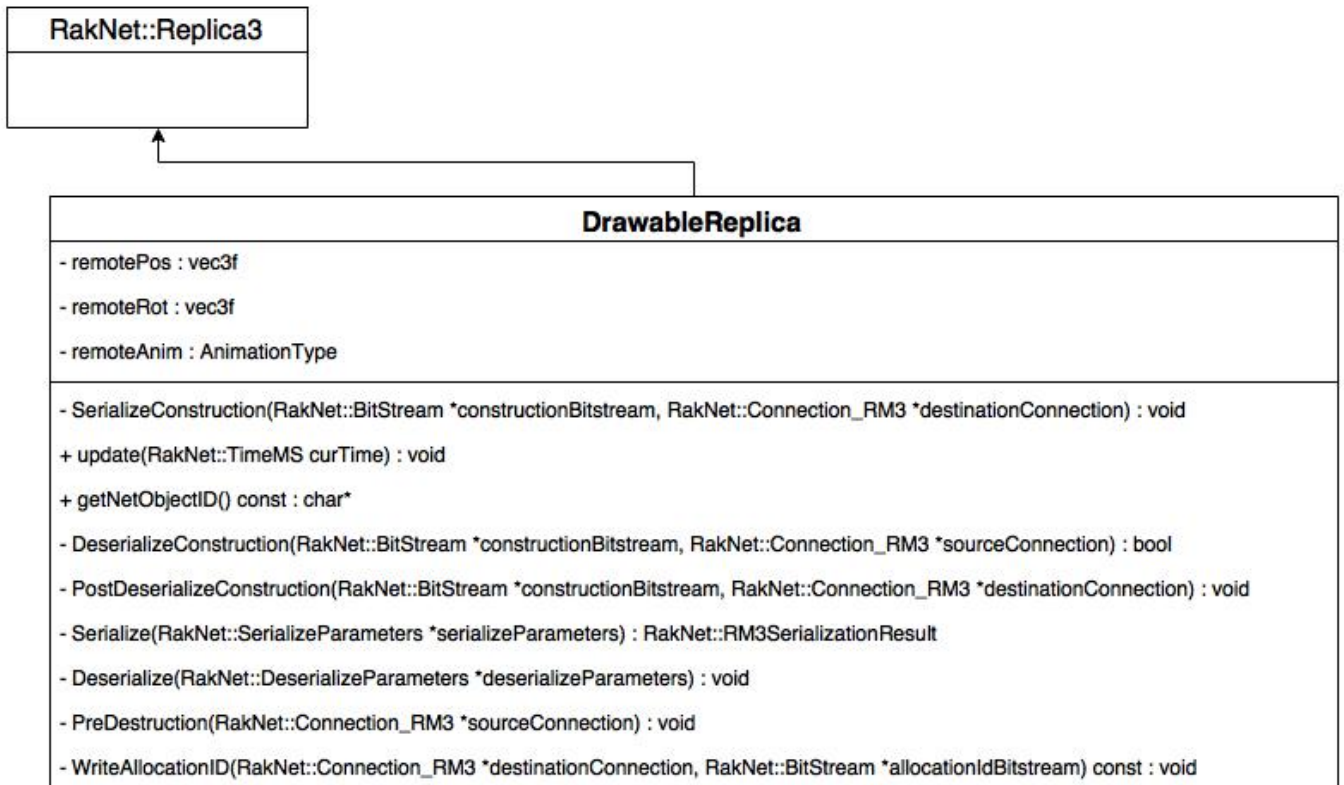 RakNet::Replica3
DrawableReplica
- remotePos : vec3f
- remoteRot : vec3f
- remoteAnim : AnimationType
- SerializeConstruction(RakNet::BitStream *constructionBitstream, RakNet::Connection_RM3 *destinationConnection) : void
+ update(RakNet::TimeMS curTime) : void
+ getNetObjectID() const : char*
- DeserializeConstruction(RakNet::BitStream *constructionBitstream, RakNet::Connection_RM3 *sourceConnection) : bool
- PostDeserializeConstruction(RakNet::BitStream *constructionBitstream, RakNet::Connection_RM3 *destinationConnection) : void
- Serialize(RakNet::SerializeParameters *serializeParameters) : RakNet::RM3SerializationResult
- Deserialize(RakNet::DeserializeParameters *deserializeParameters) : void
- PreDestruction(RakNet::Connection_RM3 *sourceConnection) : void
- WriteAllocationID(RakNet::Connection_RM3 *destinationConnection, RakNet::BitStream *allocationIdBitstream) const : void